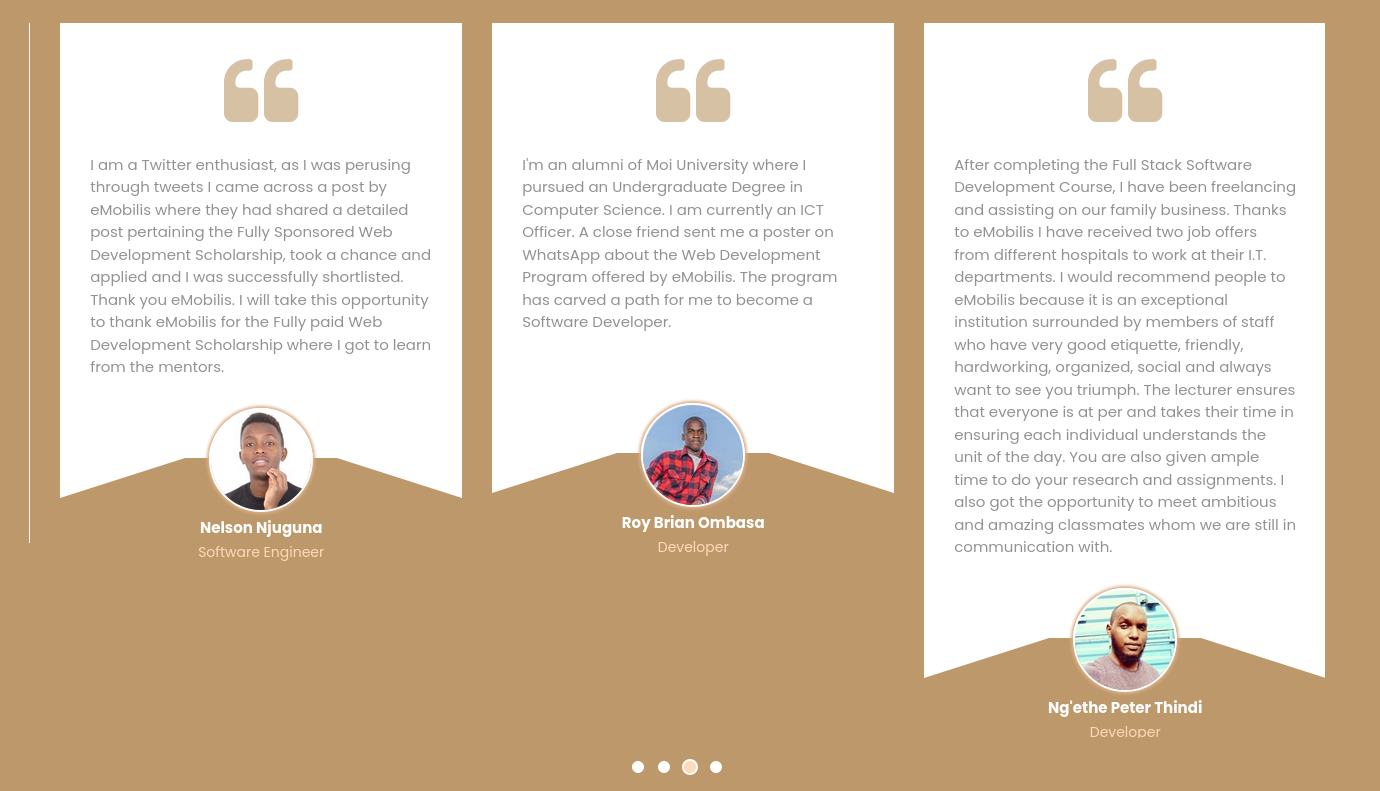 I am a Twitter enthusiast, as I was perusing
through tweets I came across a post by
eMobilis where they had shared a detailed
post pertaining the Fully Sponsored Web
Development Scholarship, took a chance and
applied and I was successfully shortlisted.
Thank you eMobilis. I will take this opportunity
to thank eMobilis for the Fully paid Web
Development Scholarship where I got to learn
from the mentors.
Nelson Njuguna
Software Engineer
I'm an alumni of Moi University where I
pursued an Undergraduate Degree in
Computer Science. I am currently an ICT
Officer. A close friend sent me a poster on
WhatsApp about the Web Development
Program offered by eMobilis. The program
has carved a path for me to become a
Software Developer.
Roy Brian Ombasa
Developer
After completing the Full Stack Software
Development Course, I have been freelancing
and assisting on our family business. Thanks
to eMobilis I have received two job offers
from different hospitals to work at their I.T.
departments. I would recommend people to
eMobilis because it is an exceptional
institution surrounded by members of staff
who have very good etiquette, friendly,
hardworking, organized, social and always
want to see you triumph. The lecturer ensures
that everyone is at per and takes their time in
ensuring each individual understands the
unit of the day. You are also given ample
time to do your research and assignments. I
also got the opportunity to meet ambitious
and amazing classmates whom we are still in
communication with.
Ng'ethe Peter Thindi
Developer